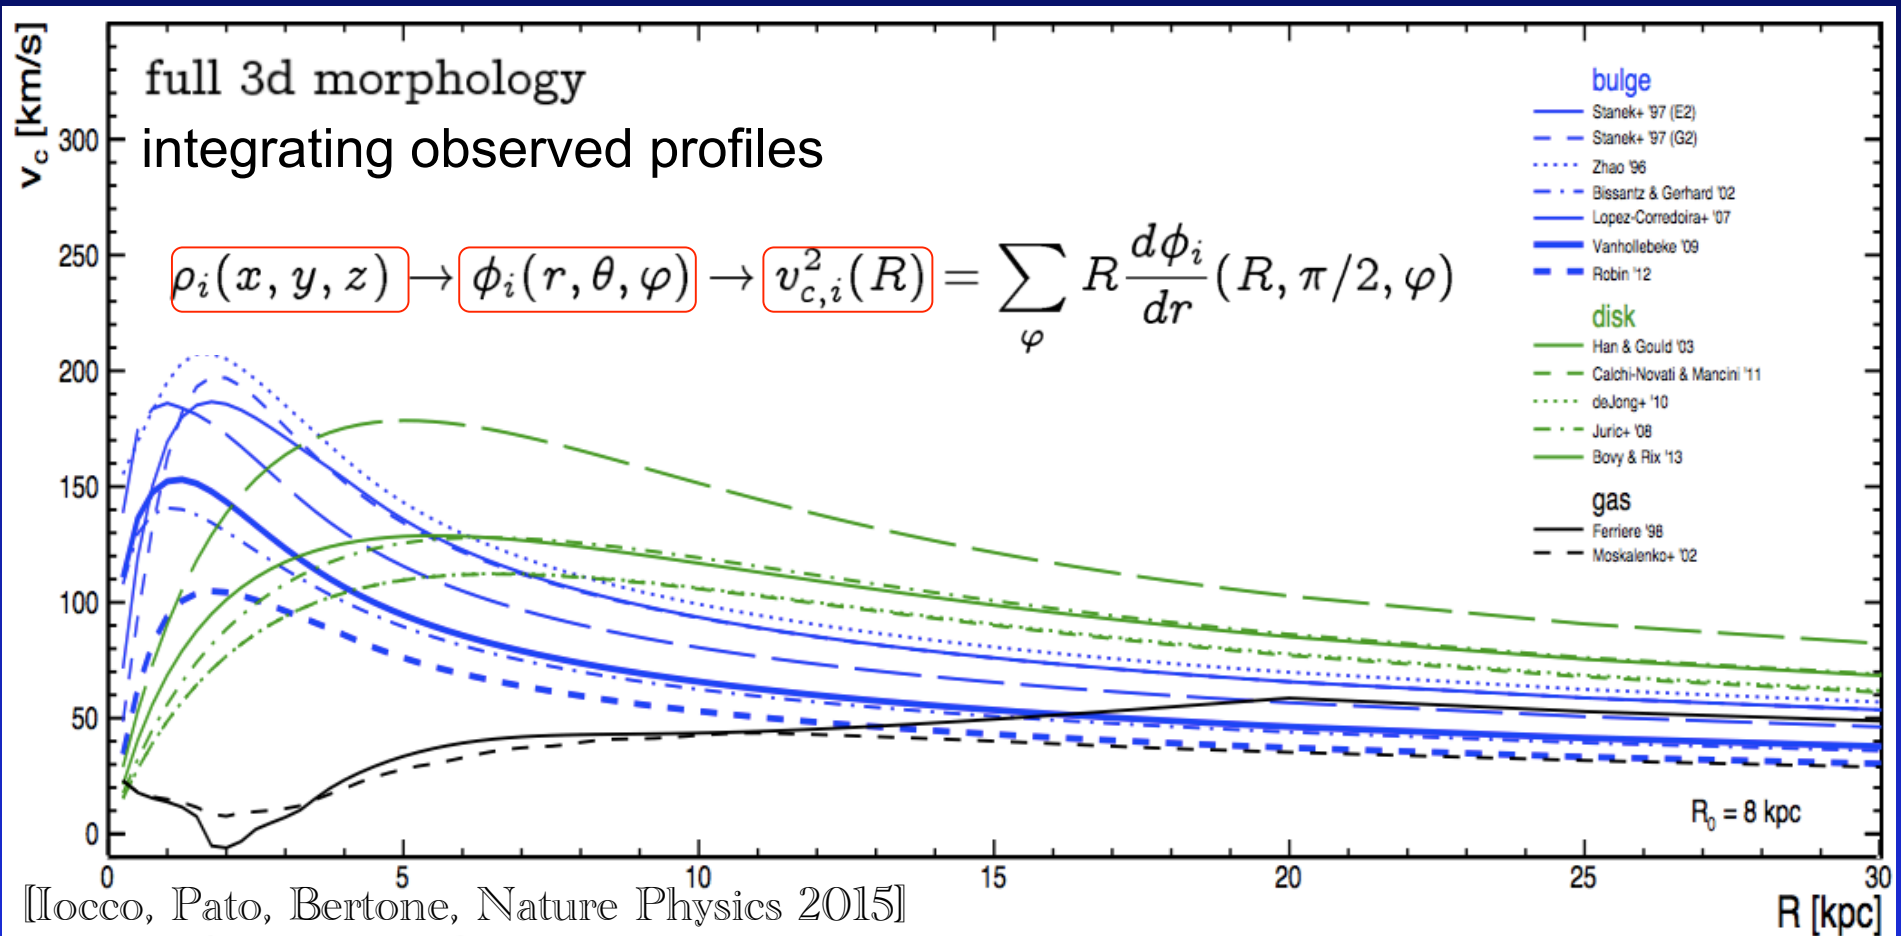 v_c [km/s]
full 3d morphology
integrating observed profiles
ρ_i(x, y, z) → ϕ_i(r, θ, φ) → v²_{c,i}(R) = ∑_φ R dϕ_i/dr (R, π/2, φ)
bulge
Stanek+ '97 (E2)
Stanek+ '97 (G2)
Zhao '96
Bissantz & Gerhard '02
Lopez-Corredoira+ '07
Vanhollebeke '09
Robin '12
disk
Han & Gould '03
Calchi-Novati & Mancini '11
deJong+ '10
Juric+ '08
Bovy & Rix '13
gas
Ferriere '98
Moskalenko+ '02
300
250
200
150
100
50
0
R_0 = 8 kpc
0 5 10 15 20 25 30
[Iocco, Pato, Bertone, Nature Physics 2015]
R [kpc]